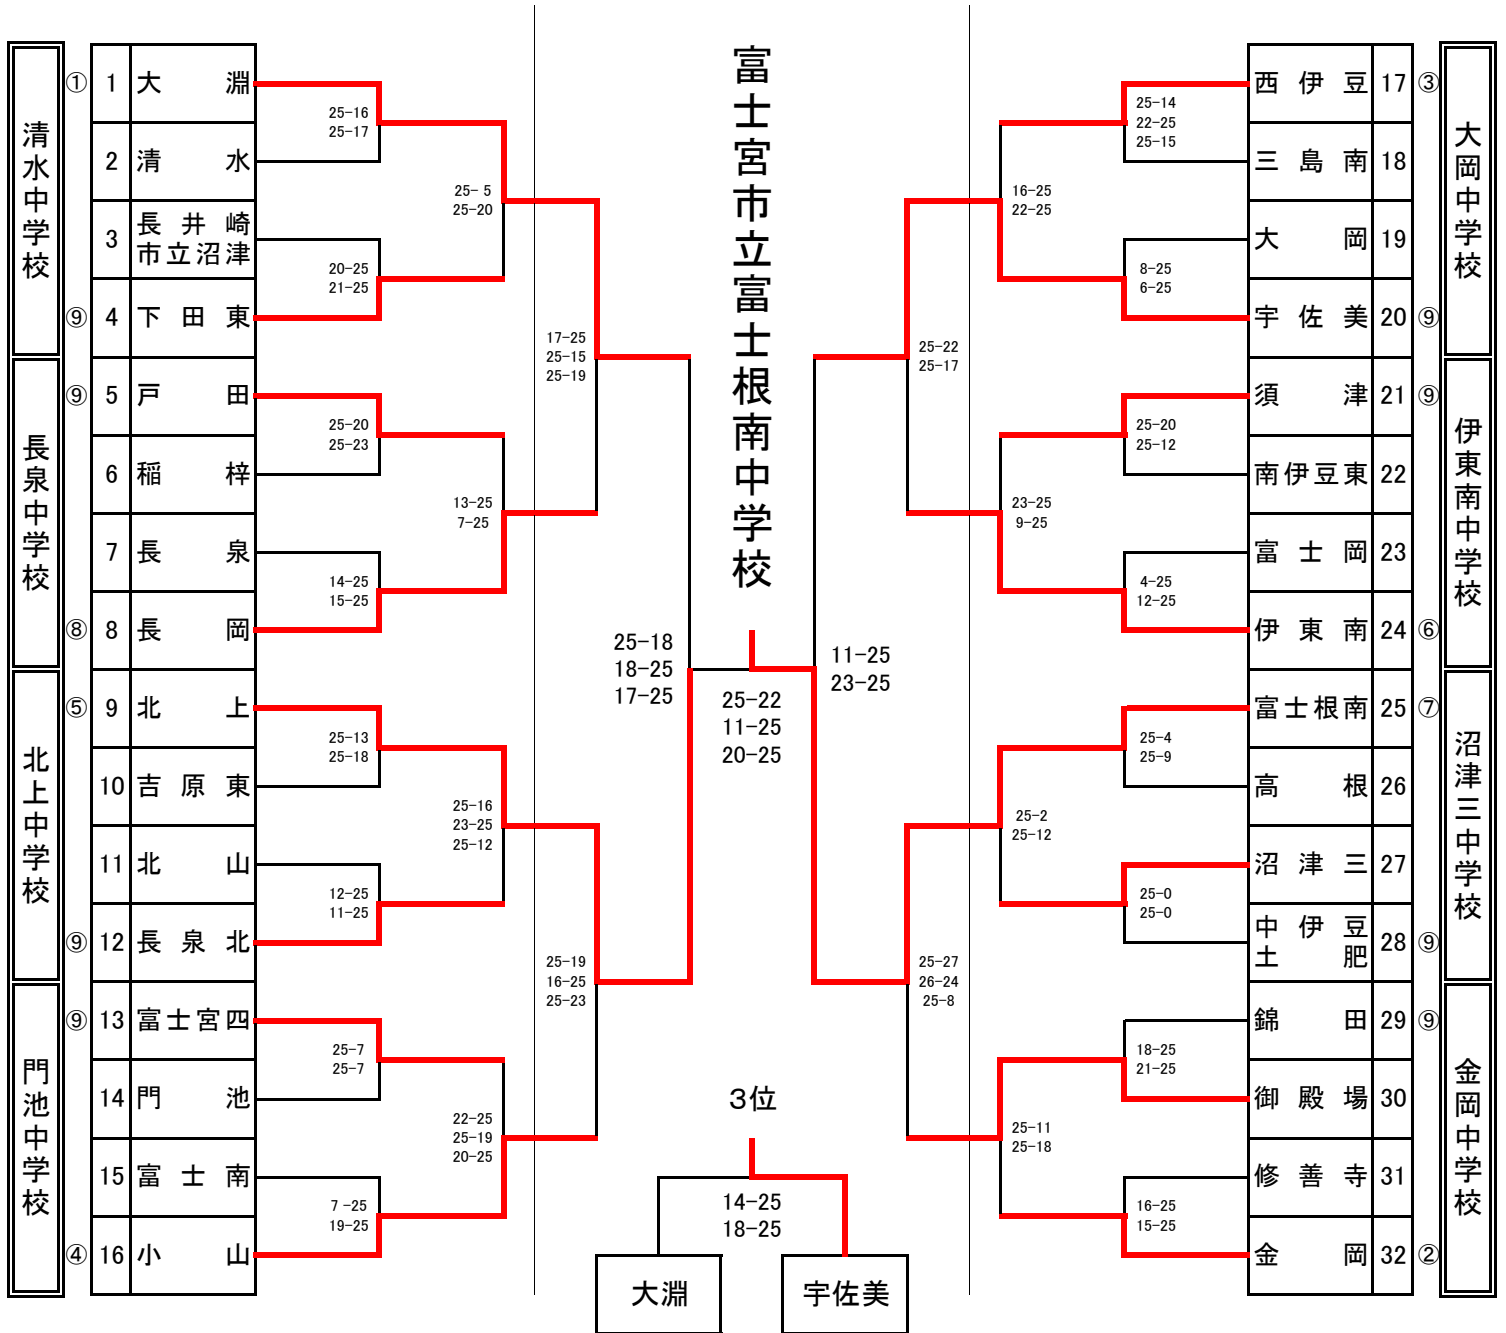 清水中学校
長泉中学校
北上中学校
門池中学校
① 1 大淵
2 清水
3 長井崎
市立沼津
⑨ 4 下田東
⑨ 5 戸田
6 稲梓
7 長泉
⑧ 8 長岡
⑤ 9 北上
10 吉原東
11 北山
⑨ 12 長泉北
⑨ 13 富士宮四
14 門池
15 富士南
④ 16 小山
25-16
25-17
20-25
21-25
25-20
25-23
14-25
15-25
25-13
25-18
12-25
11-25
25-7
25-7
7-25
19-25
25-5
25-20
13-25
7-25
25-16
23-25
25-12
22-25
25-19
20-25
17-25
25-15
25-19
25-19
16-25
25-23
25-18
18-25
17-25
富士宮市立富士根南中学校
25-22
11-25
20-25
11-25
23-25
3位
14-25
18-25
大淵
宇佐美
25-22
25-17
25-27
26-24
25-8
16-25
22-25
23-25
9-25
25-2
25-12
25-11
25-18
25-14
22-25
25-15
8-25
6-25
25-20
25-12
4-25
12-25
25-4
25-9
25-0
25-0
18-25
21-25
16-25
15-25
西伊豆 17 ③
三島南 18
大岡 19
宇佐美 20 ⑨
須津 21 ⑨
南伊豆東 22
富士岡 23
伊東南 24 ⑥
富士根南 25 ⑦
高根 26
沼津三 27
中伊豆
土肥 28 ⑨
錦田 29 ⑨
御殿場 30
修善寺 31
金岡 32 ②
大岡中学校
伊東南中学校
沼津三中学校
金岡中学校